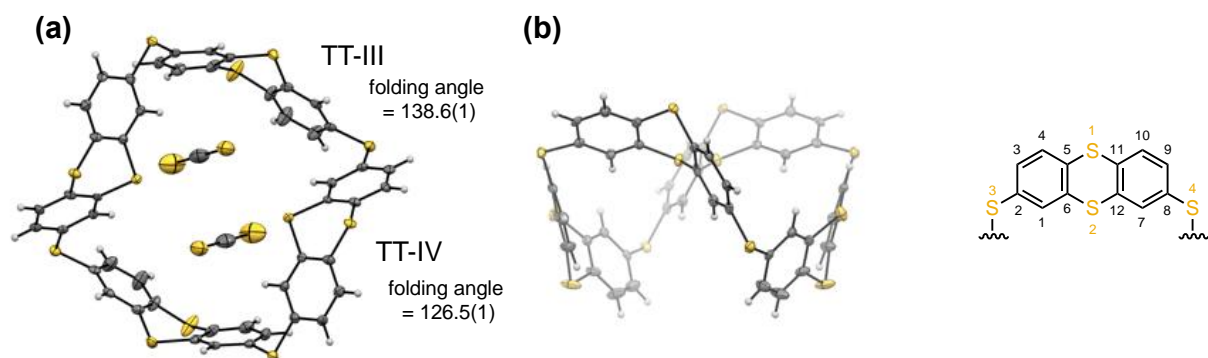 (a)
TT-III
folding angle
= 138.6(1)
TT-IV
folding angle
= 126.5(1)
(b)
1
4 S 10
3 5 11 9
3 4
S 2 6 S 12 8 S
1 2 7